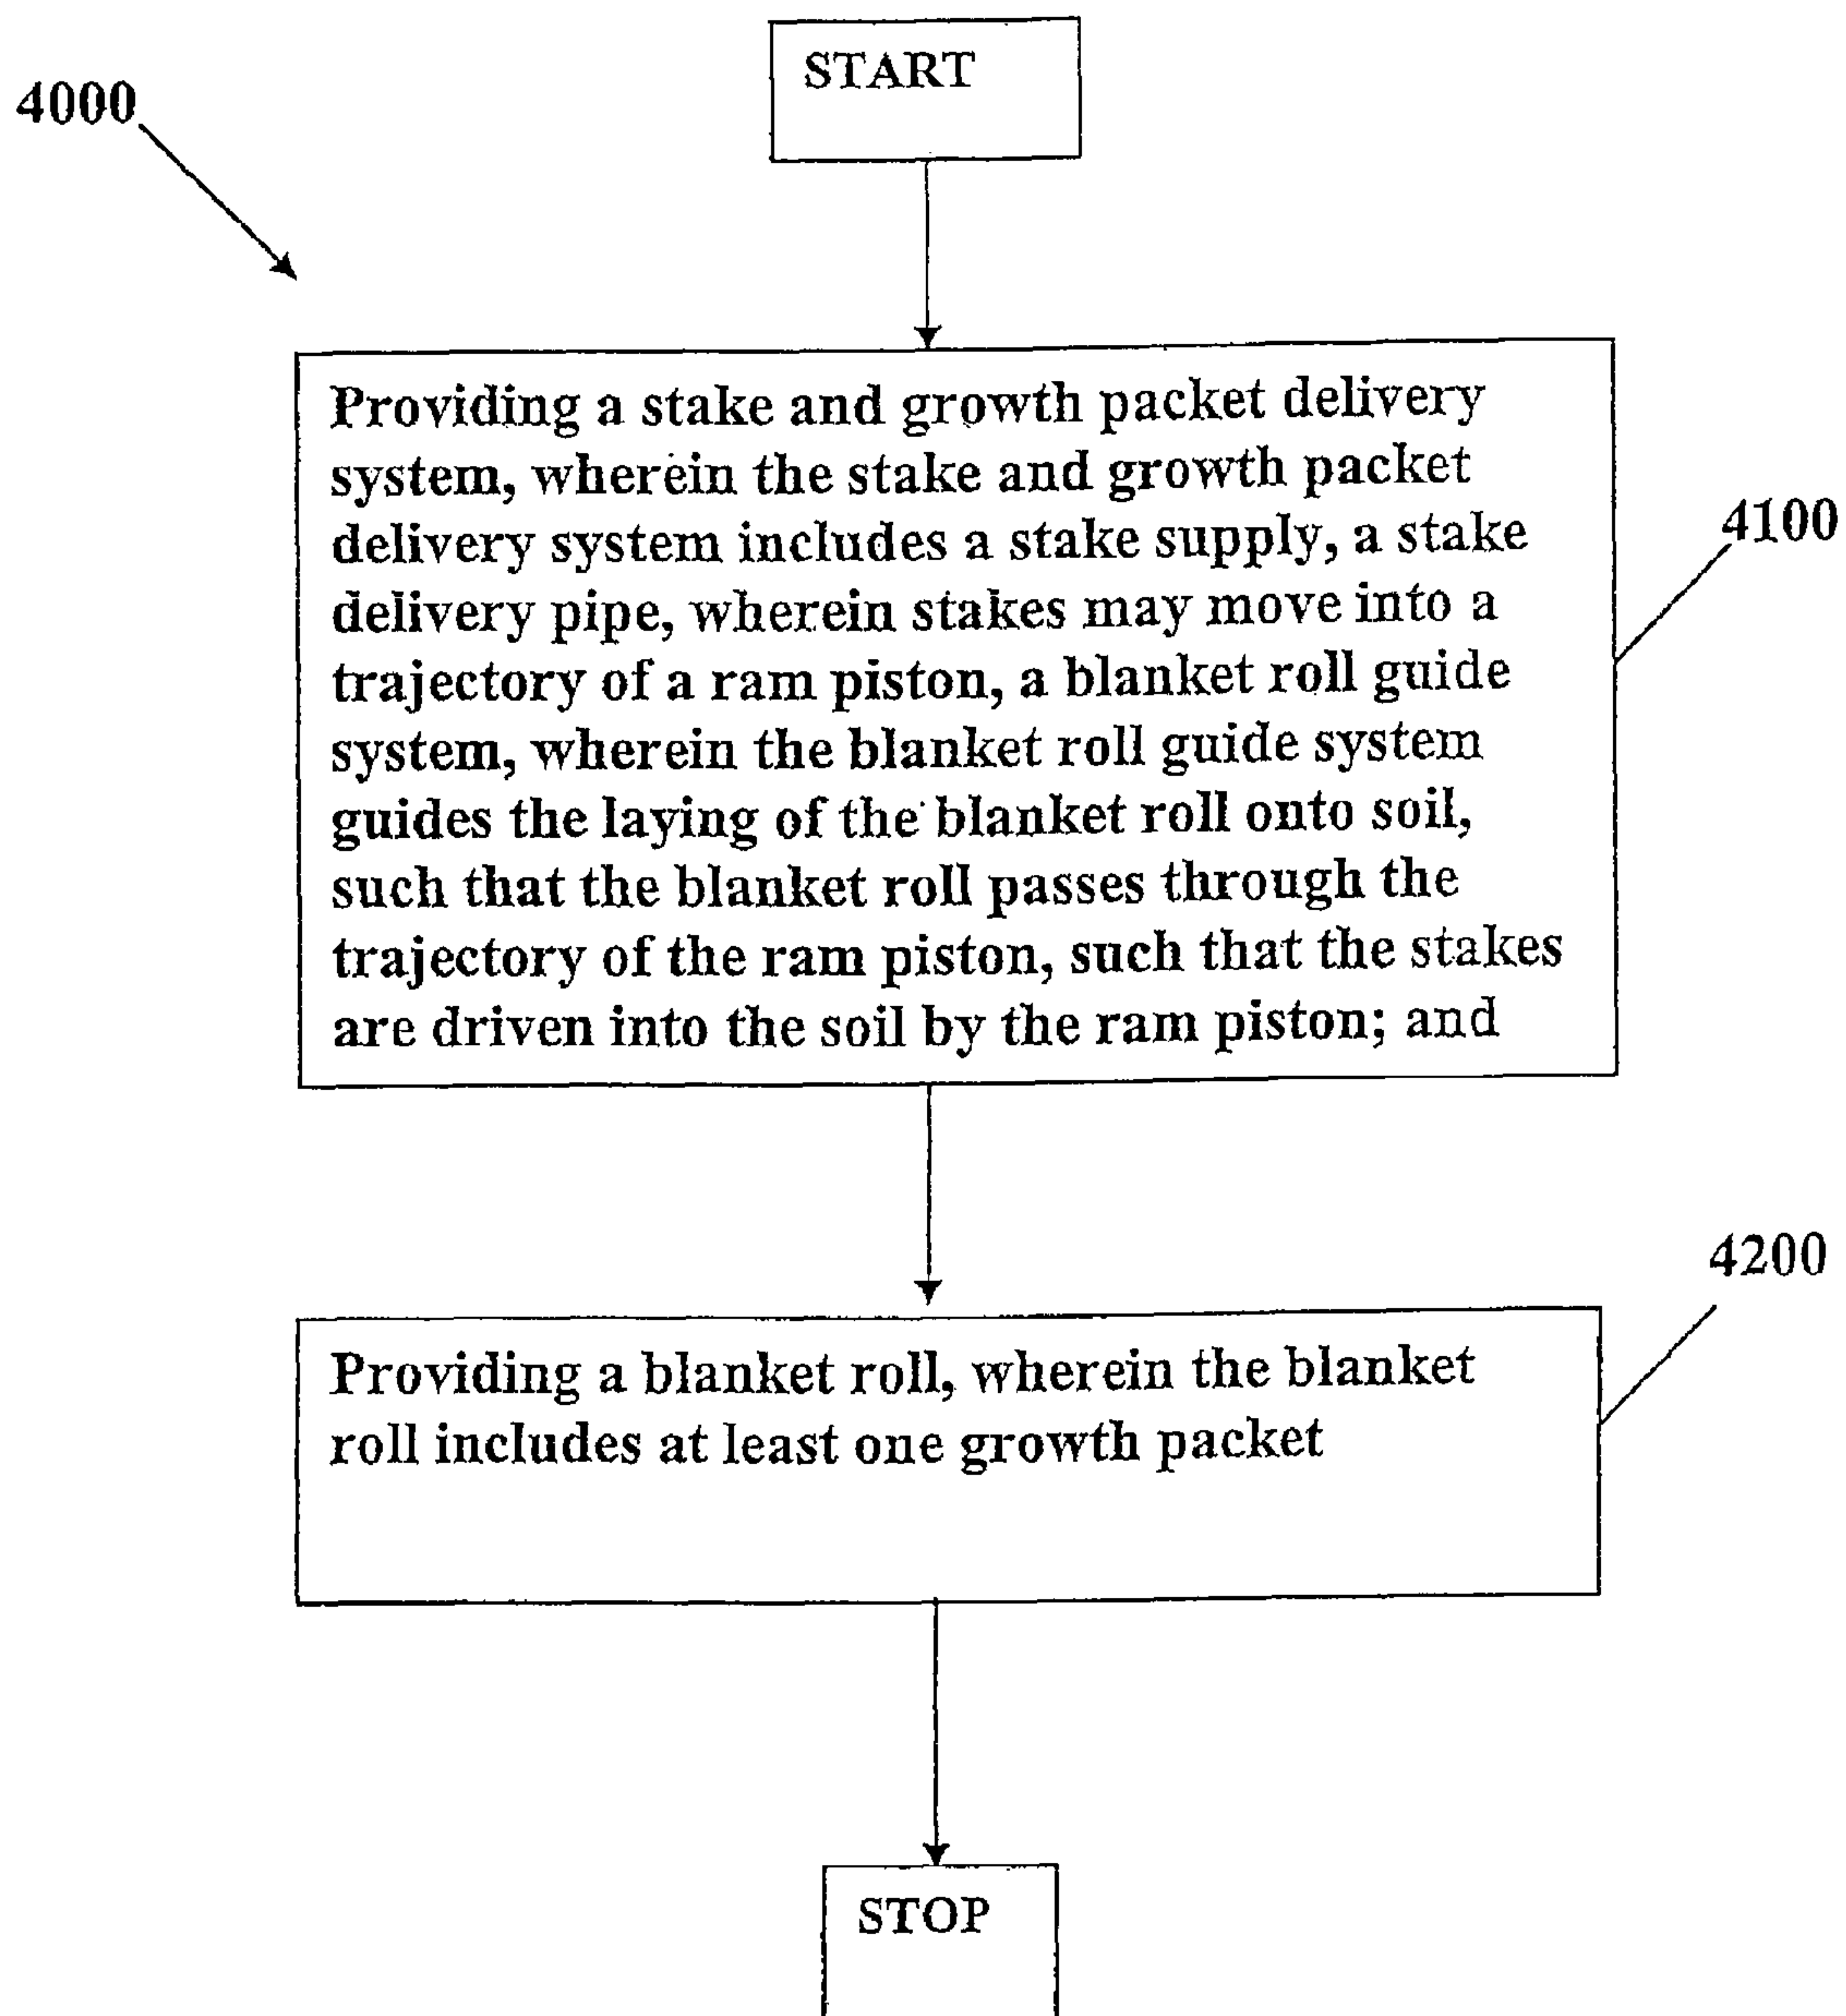 START
4000
Providing a stake and growth packet delivery
system, wherein the stake and growth packet
delivery system includes a stake supply, a stake
delivery pipe, wherein stakes may move into a
trajectory of a ram piston, a blanket roll guide
system, wherein the blanket roll guide system
guides the laying of the blanket roll onto soil,
such that the blanket roll passes through the
trajectory of the ram piston, such that the stakes
are driven into the soil by the ram piston; and
4100
4200
Providing a blanket roll, wherein the blanket
roll includes at least one growth packet
STOP